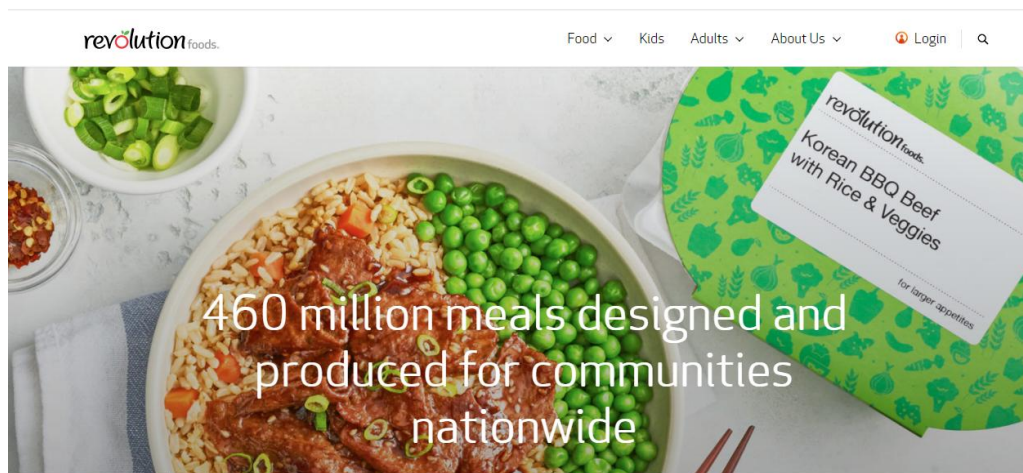 revolution foods.
Food
Kids
Adults
About Us
Login
revolution foods.
Korean BBQ Beef
with Rice & Veggies
for larger appetites
460 million meals designed and
produced for communities
nationwide